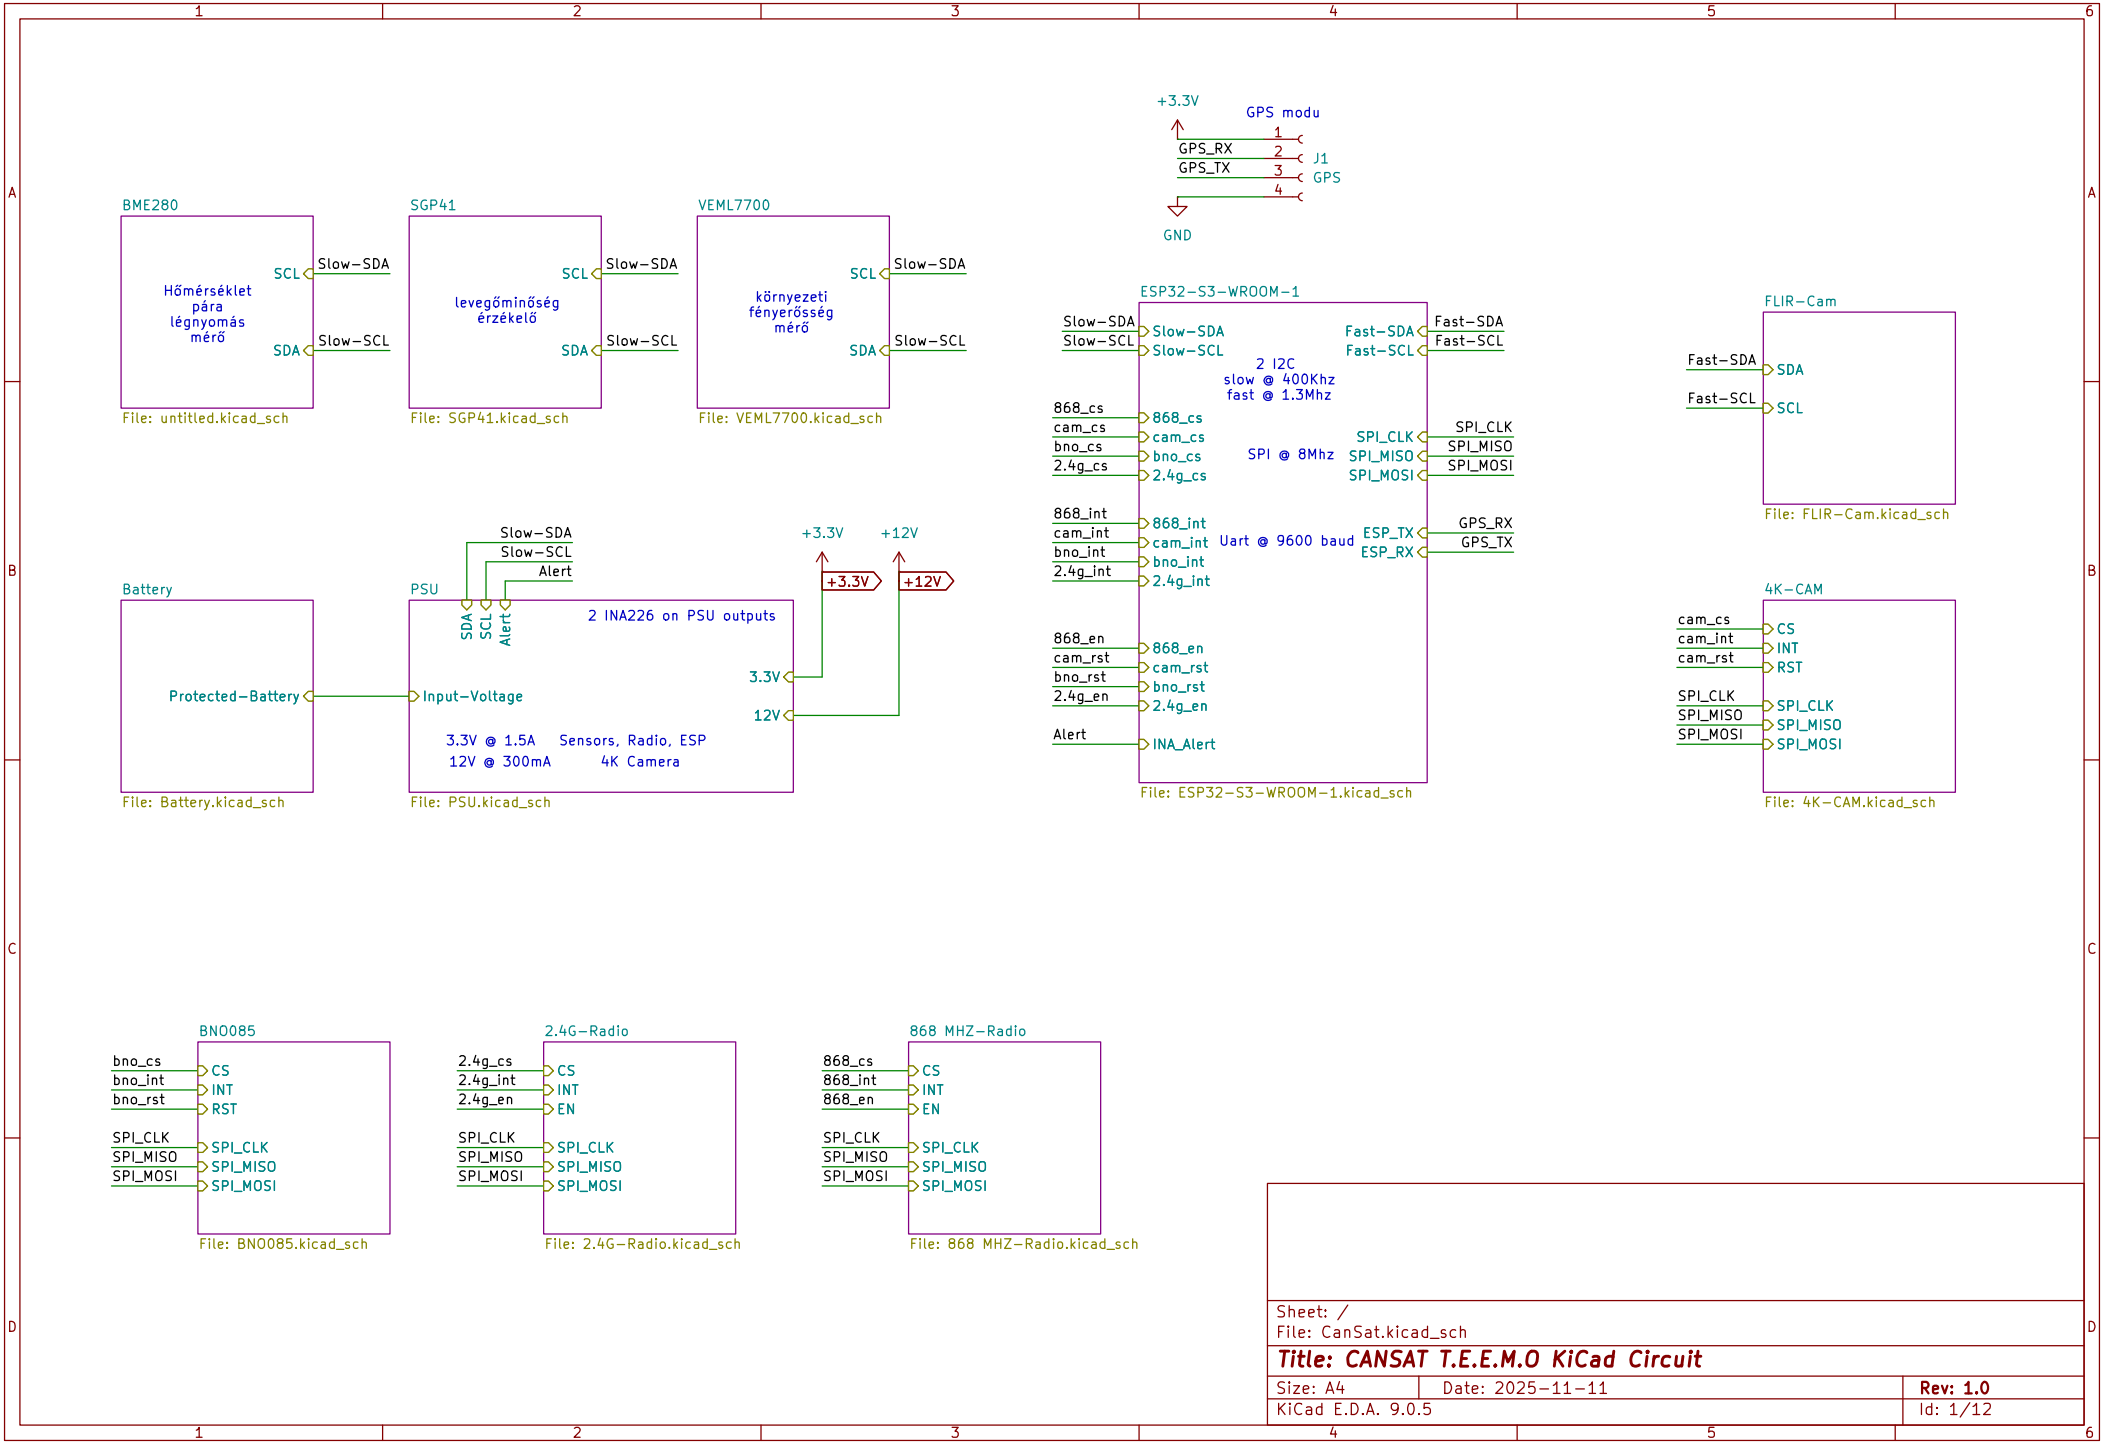 1 2 3 4 5 6
A
B
C
D
A
B
C
D
1 2 3 4 5 6
+3.3V
GPS modu
1
GPS_RX 2
J1
GPS_TX 3
GPS
4
GND
BME280
SCL Slow-SDA
Hőmérséklet
pára
légnyomás
mérő
SDA Slow-SCL
File: untitled.kicad_sch
SGP41
SCL Slow-SDA
levegőminőség
érzékelő
SDA Slow-SCL
File: SGP41.kicad_sch
VEML7700
SCL Slow-SDA
környezeti
fényerősség
mérő
SDA Slow-SCL
File: VEML7700.kicad_sch
ESP32-S3-WROOM-1
Slow-SDA Slow-SDA Fast-SDA Fast-SDA
Slow-SCL Slow-SCL Fast-SCL Fast-SCL
2 I2C
slow @ 400Khz
fast @ 1.3Mhz
868_cs 868_cs
cam_cs cam_cs SPI_CLK SPI_CLK
bno_cs bno_cs SPI @ 8Mhz SPI_MISO SPI_MISO
2.4g_cs 2.4g_cs SPI_MOSI SPI_MOSI
868_int 868_int ESP_TX GPS_RX
cam_int cam_int Uart @ 9600 baud ESP_RX GPS_TX
bno_int bno_int
2.4g_int 2.4g_int
868_en 868_en
cam_rst cam_rst
bno_rst bno_rst
2.4g_en 2.4g_en
Alert INA_Alert
File: ESP32-S3-WROOM-1.kicad_sch
FLIR-Cam
Fast-SDA SDA
Fast-SCL SCL
File: FLIR-Cam.kicad_sch
Battery
Protected-Battery
File: Battery.kicad_sch
Slow-SDA
Slow-SCL
Alert
+3.3V +12V
+3.3V +12V
PSU
SDA SCL Alert
2 INA226 on PSU outputs
3.3V
Input-Voltage
12V
3.3V @ 1.5A Sensors, Radio, ESP
12V @ 300mA 4K Camera
File: PSU.kicad_sch
4K-CAM
cam_cs CS
cam_int INT
cam_rst RST
SPI_CLK SPI_CLK
SPI_MISO SPI_MISO
SPI_MOSI SPI_MOSI
File: 4K-CAM.kicad_sch
BNO085
bno_cs CS
bno_int INT
bno_rst RST
SPI_CLK SPI_CLK
SPI_MISO SPI_MISO
SPI_MOSI SPI_MOSI
File: BNO085.kicad_sch
2.4G-Radio
2.4g_cs CS
2.4g_int INT
2.4g_en EN
SPI_CLK SPI_CLK
SPI_MISO SPI_MISO
SPI_MOSI SPI_MOSI
File: 2.4G-Radio.kicad_sch
868 MHZ-Radio
868_cs CS
868_int INT
868_en EN
SPI_CLK SPI_CLK
SPI_MISO SPI_MISO
SPI_MOSI SPI_MOSI
File: 868 MHZ-Radio.kicad_sch
Sheet: /
File: CanSat.kicad_sch
Title: CANSAT T.E.E.M.O KiCad Circuit
Size: A4 Date: 2025-11-11 Rev: 1.0
KiCad E.D.A. 9.0.5 Id: 1/12